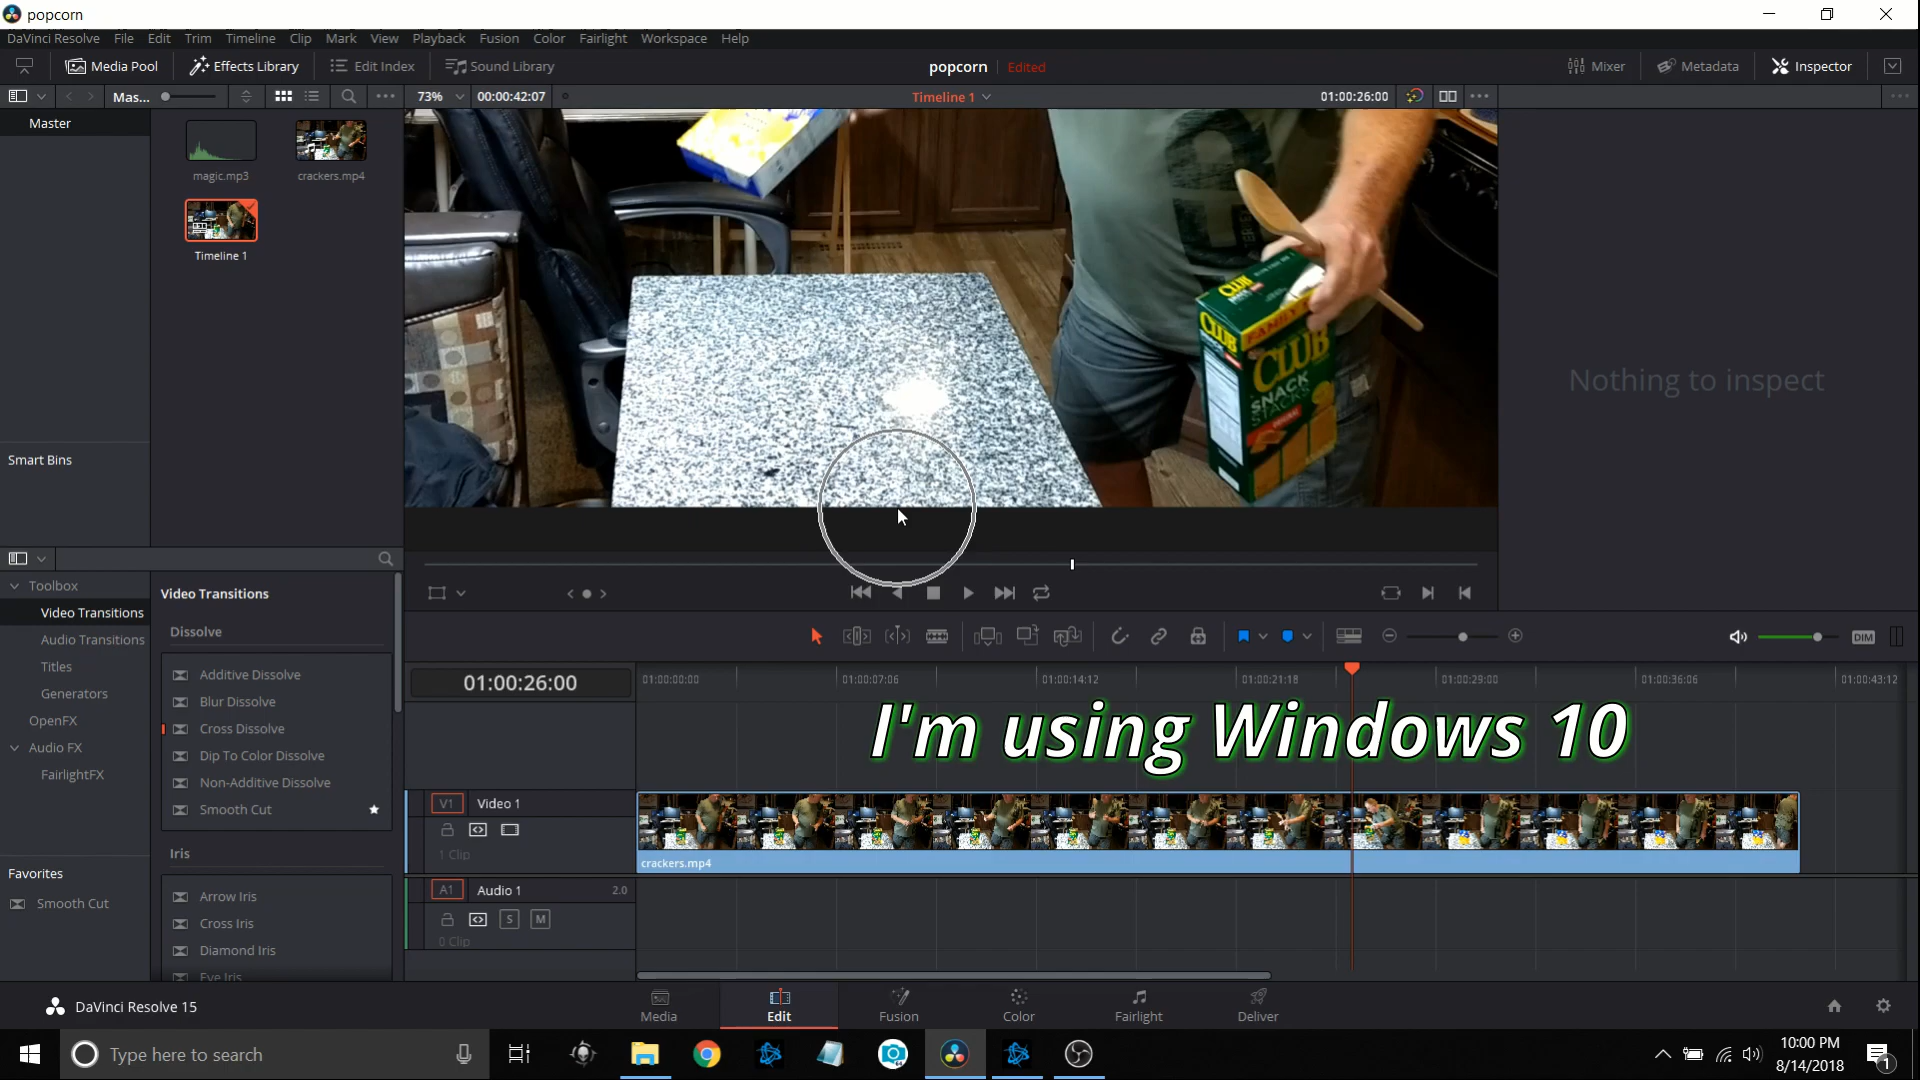 popcorn
DaVinci Resolve File Edit Trim Timeline Clip Mark View Playback Fusion Color Fairlight Workspace Help
Media Pool Effects Library Edit Index Sound Library popcorn Edited Mixer Metadata Inspector
Mas... 73% 00:00:42:07 Timeline 1 01:00:26:00
Master
magic.mp3 crackers.mp4
Timeline 1
CLUB
FAMILY
CLUB
SNACK
STACKS
ORIGINAL
Nothing to inspect
Smart Bins
Toolbox
Video Transitions
Audio Transitions
Titles
Generators
OpenFX
Audio FX
FairlightFX
Favorites
Smooth Cut
Video Transitions
Dissolve
Additive Dissolve
Blur Dissolve
Cross Dissolve
Dip To Color Dissolve
Non-Additive Dissolve
Smooth Cut
Iris
Arrow Iris
Cross Iris
Diamond Iris
Eye Iris
DIM
01:00:26:00 01:00:00:00 01:00:07:06 01:00:14:12 01:00:21:18 01:00:29:00 01:00:36:06 01:00:43:12
I'm using Windows 10
V1 Video 1
1 Clip
crackers.mp4
A1 Audio 1 2.0
S M
0 Clip
DaVinci Resolve 15 Media Edit Fusion Color Fairlight Deliver
Type here to search
10:00 PM
8/14/2018
1